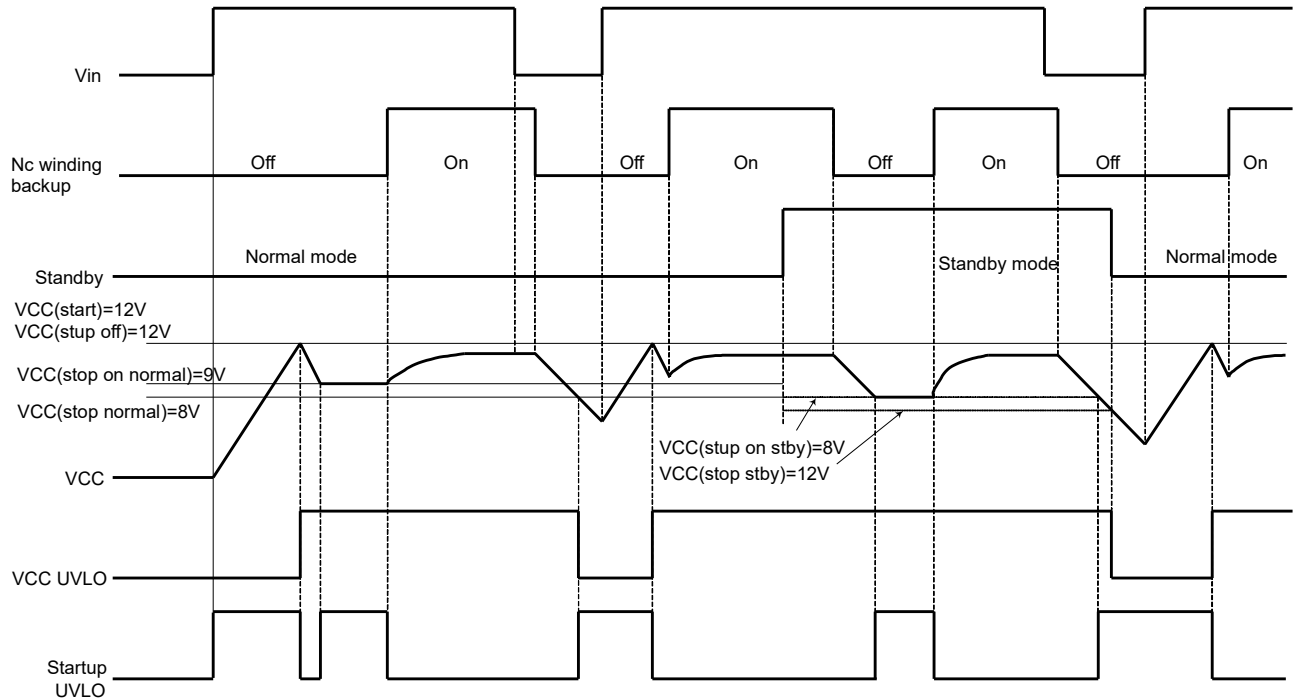 Vin
Nc winding
backup
Off
On
Off
On
Off
On
Off
On
Standby
Normal mode
Standby mode
Normal mode
VCC(start)=12V
VCC(stup off)=12V
VCC(stop on normal)=9V
VCC(stop normal)=8V
VCC(stup on stby)=8V
VCC(stop stby)=12V
VCC
VCC UVLO
Startup
UVLO